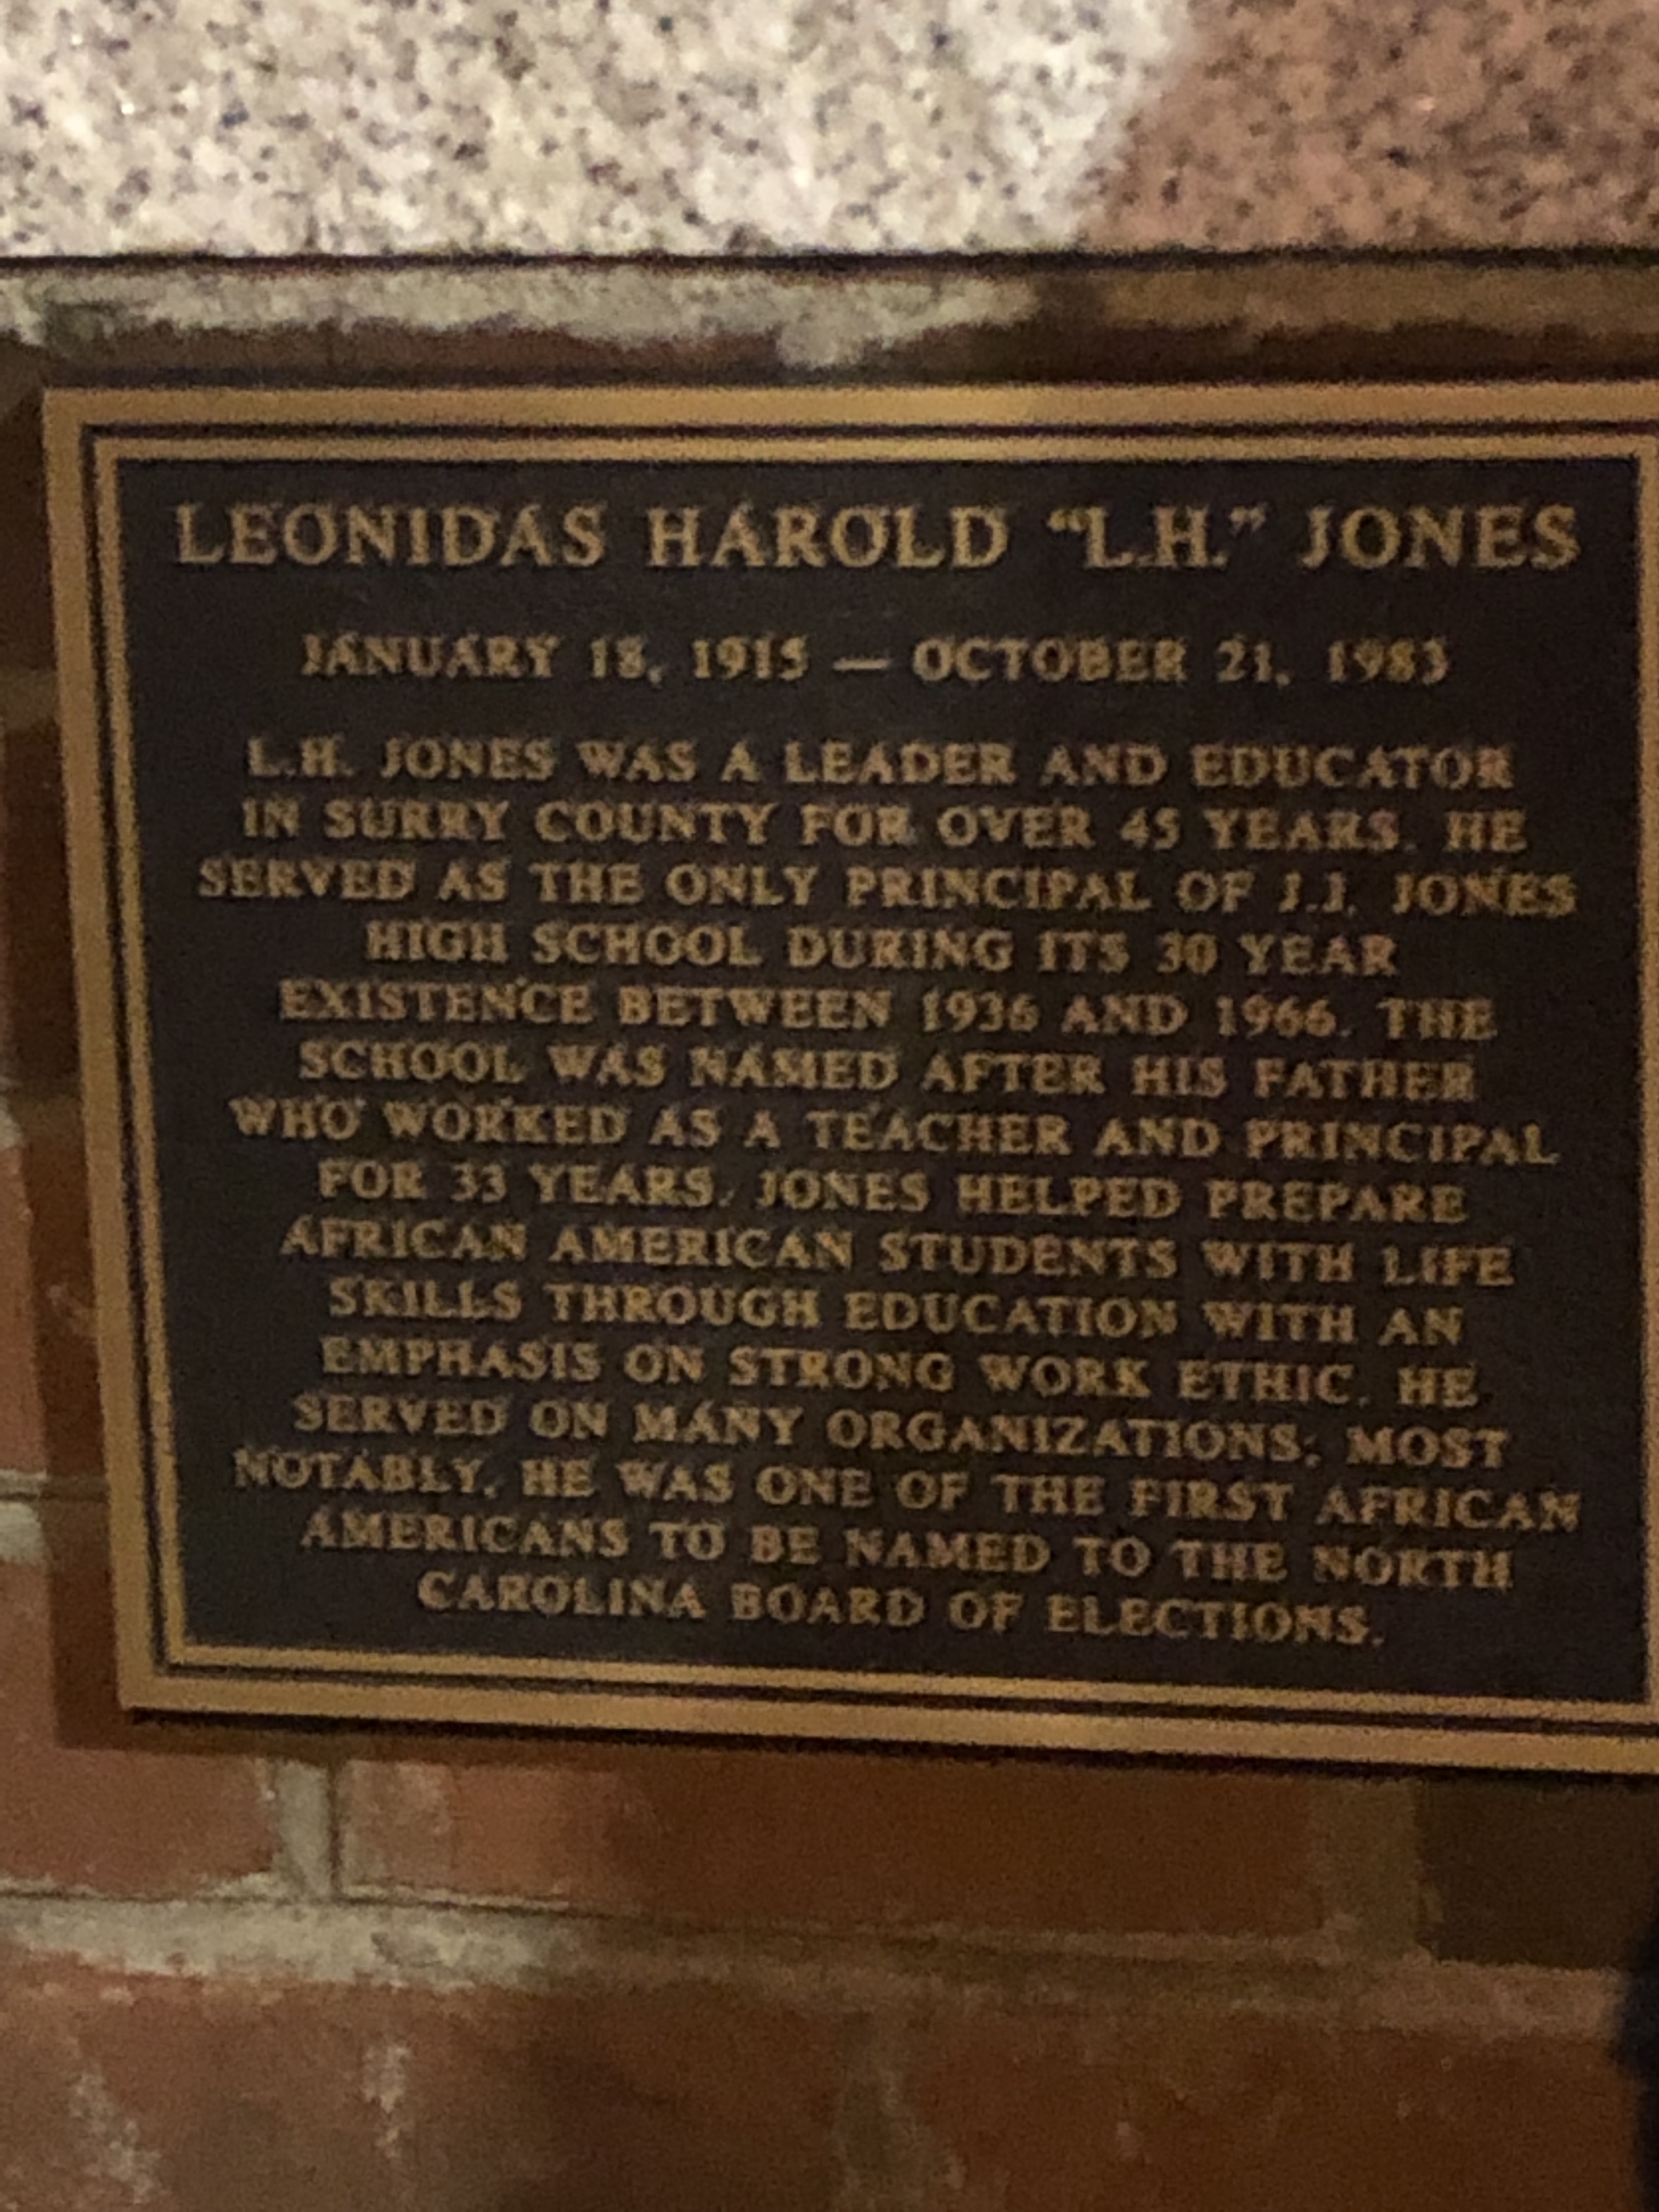 LEONIDAS HAROLD “L.H.” JONES
JANUARY 18, 1915 — OCTOBER 21, 1983
L.H. JONES WAS A LEADER AND EDUCATOR
IN SURRY COUNTY FOR OVER 45 YEARS. HE
SERVED AS THE ONLY PRINCIPAL OF J.J. JONES
HIGH SCHOOL DURING ITS 30 YEAR
EXISTENCE BETWEEN 1936 AND 1966. THE
SCHOOL WAS NAMED AFTER HIS FATHER
WHO WORKED AS A TEACHER AND PRINCIPAL
FOR 33 YEARS. JONES HELPED PREPARE
AFRICAN AMERICAN STUDENTS WITH LIFE
SKILLS THROUGH EDUCATION WITH AN
EMPHASIS ON STRONG WORK ETHIC. HE
SERVED ON MANY ORGANIZATIONS; MOST
NOTABLY, HE WAS ONE OF THE FIRST AFRICAN
AMERICANS TO BE NAMED TO THE NORTH
CAROLINA BOARD OF ELECTIONS.